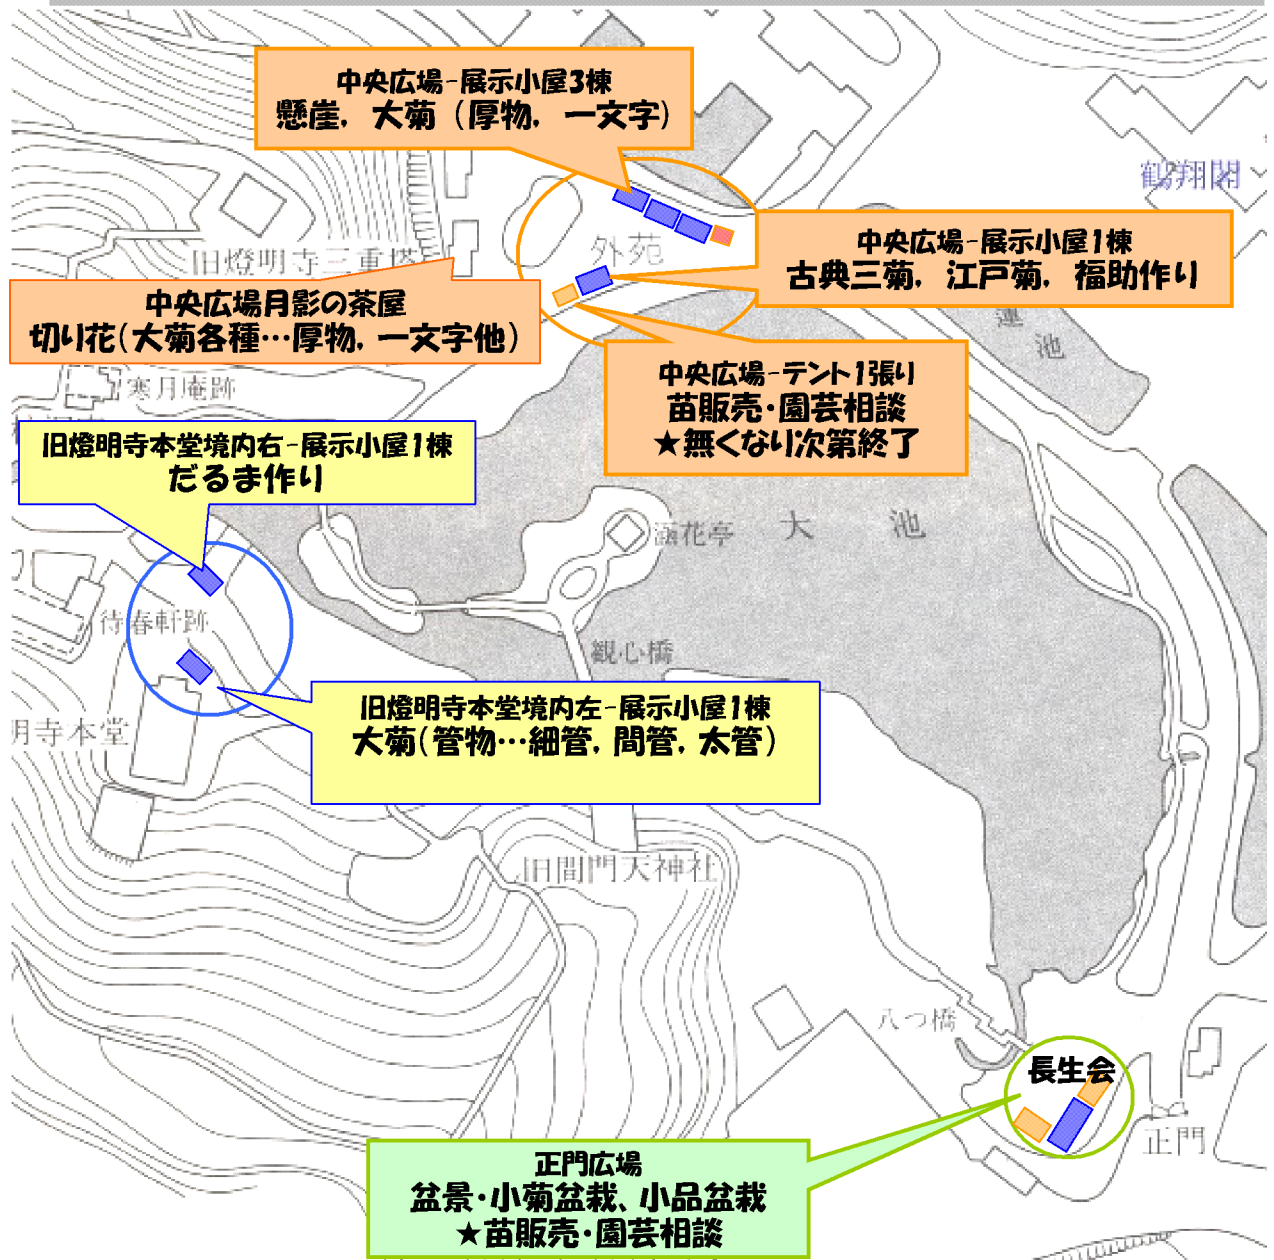 中央広場-展示小屋3棟
懸崖, 大菊 (厚物, 一文字)
鶴翔閣
外苑
旧燈明寺三重塔
中央広場-展示小屋1棟
古典三菊, 江戸菊, 福助作り
中央広場月影の茶屋
切り花(大菊各種…厚物, 一文字他)
蓮池
中央広場-テント1張り
苗販売・園芸相談
★無くなり次第終了
寒月庵跡
旧燈明寺本堂境内右-展示小屋1棟
だるま作り
涵花亭
大池
待春軒跡
観心橋
旧燈明寺本堂境内左-展示小屋1棟
大菊(管物…細管, 間管, 太管)
明寺本堂
旧間門天神社
八つ橋
長生会
正門
正門広場
盆景・小菊盆栽、小品盆栽
★苗販売・園芸相談